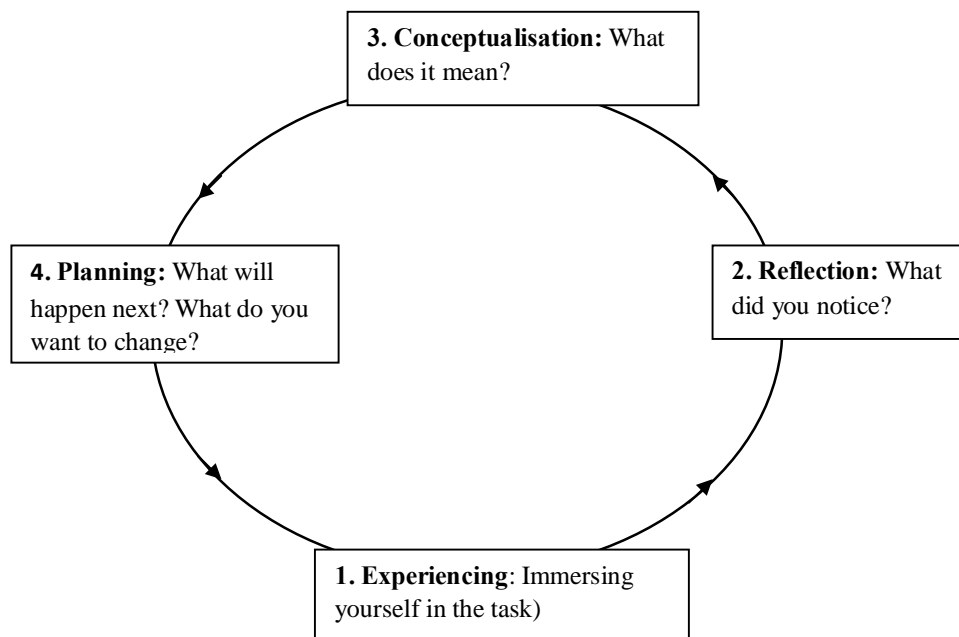 3. Conceptualisation: What
does it mean?
4. Planning: What will
happen next? What do you
want to change?
2. Reflection: What
did you notice?
1. Experiencing: Immersing
yourself in the task)